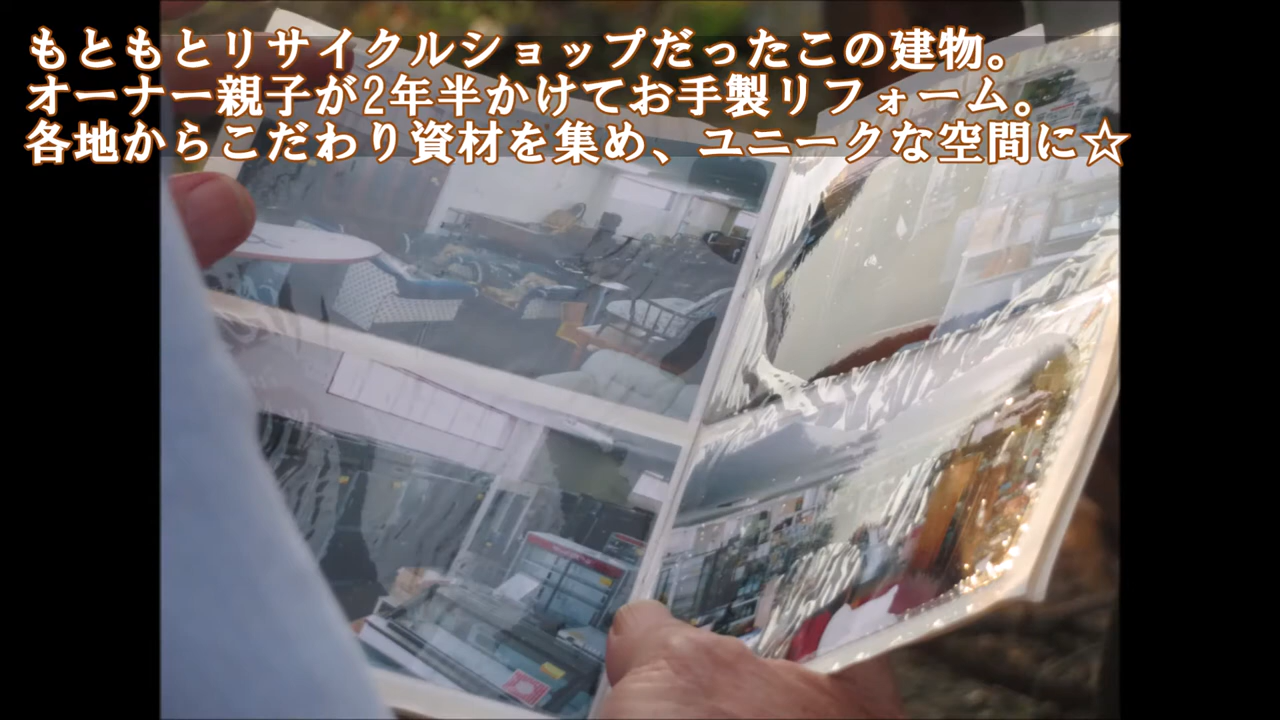 もともとリサイクルショップだったこの建物。
オーナー親子が2年半かけてお手製リフォーム。
各地からこだわり資材を集め、ユニークな空間に☆